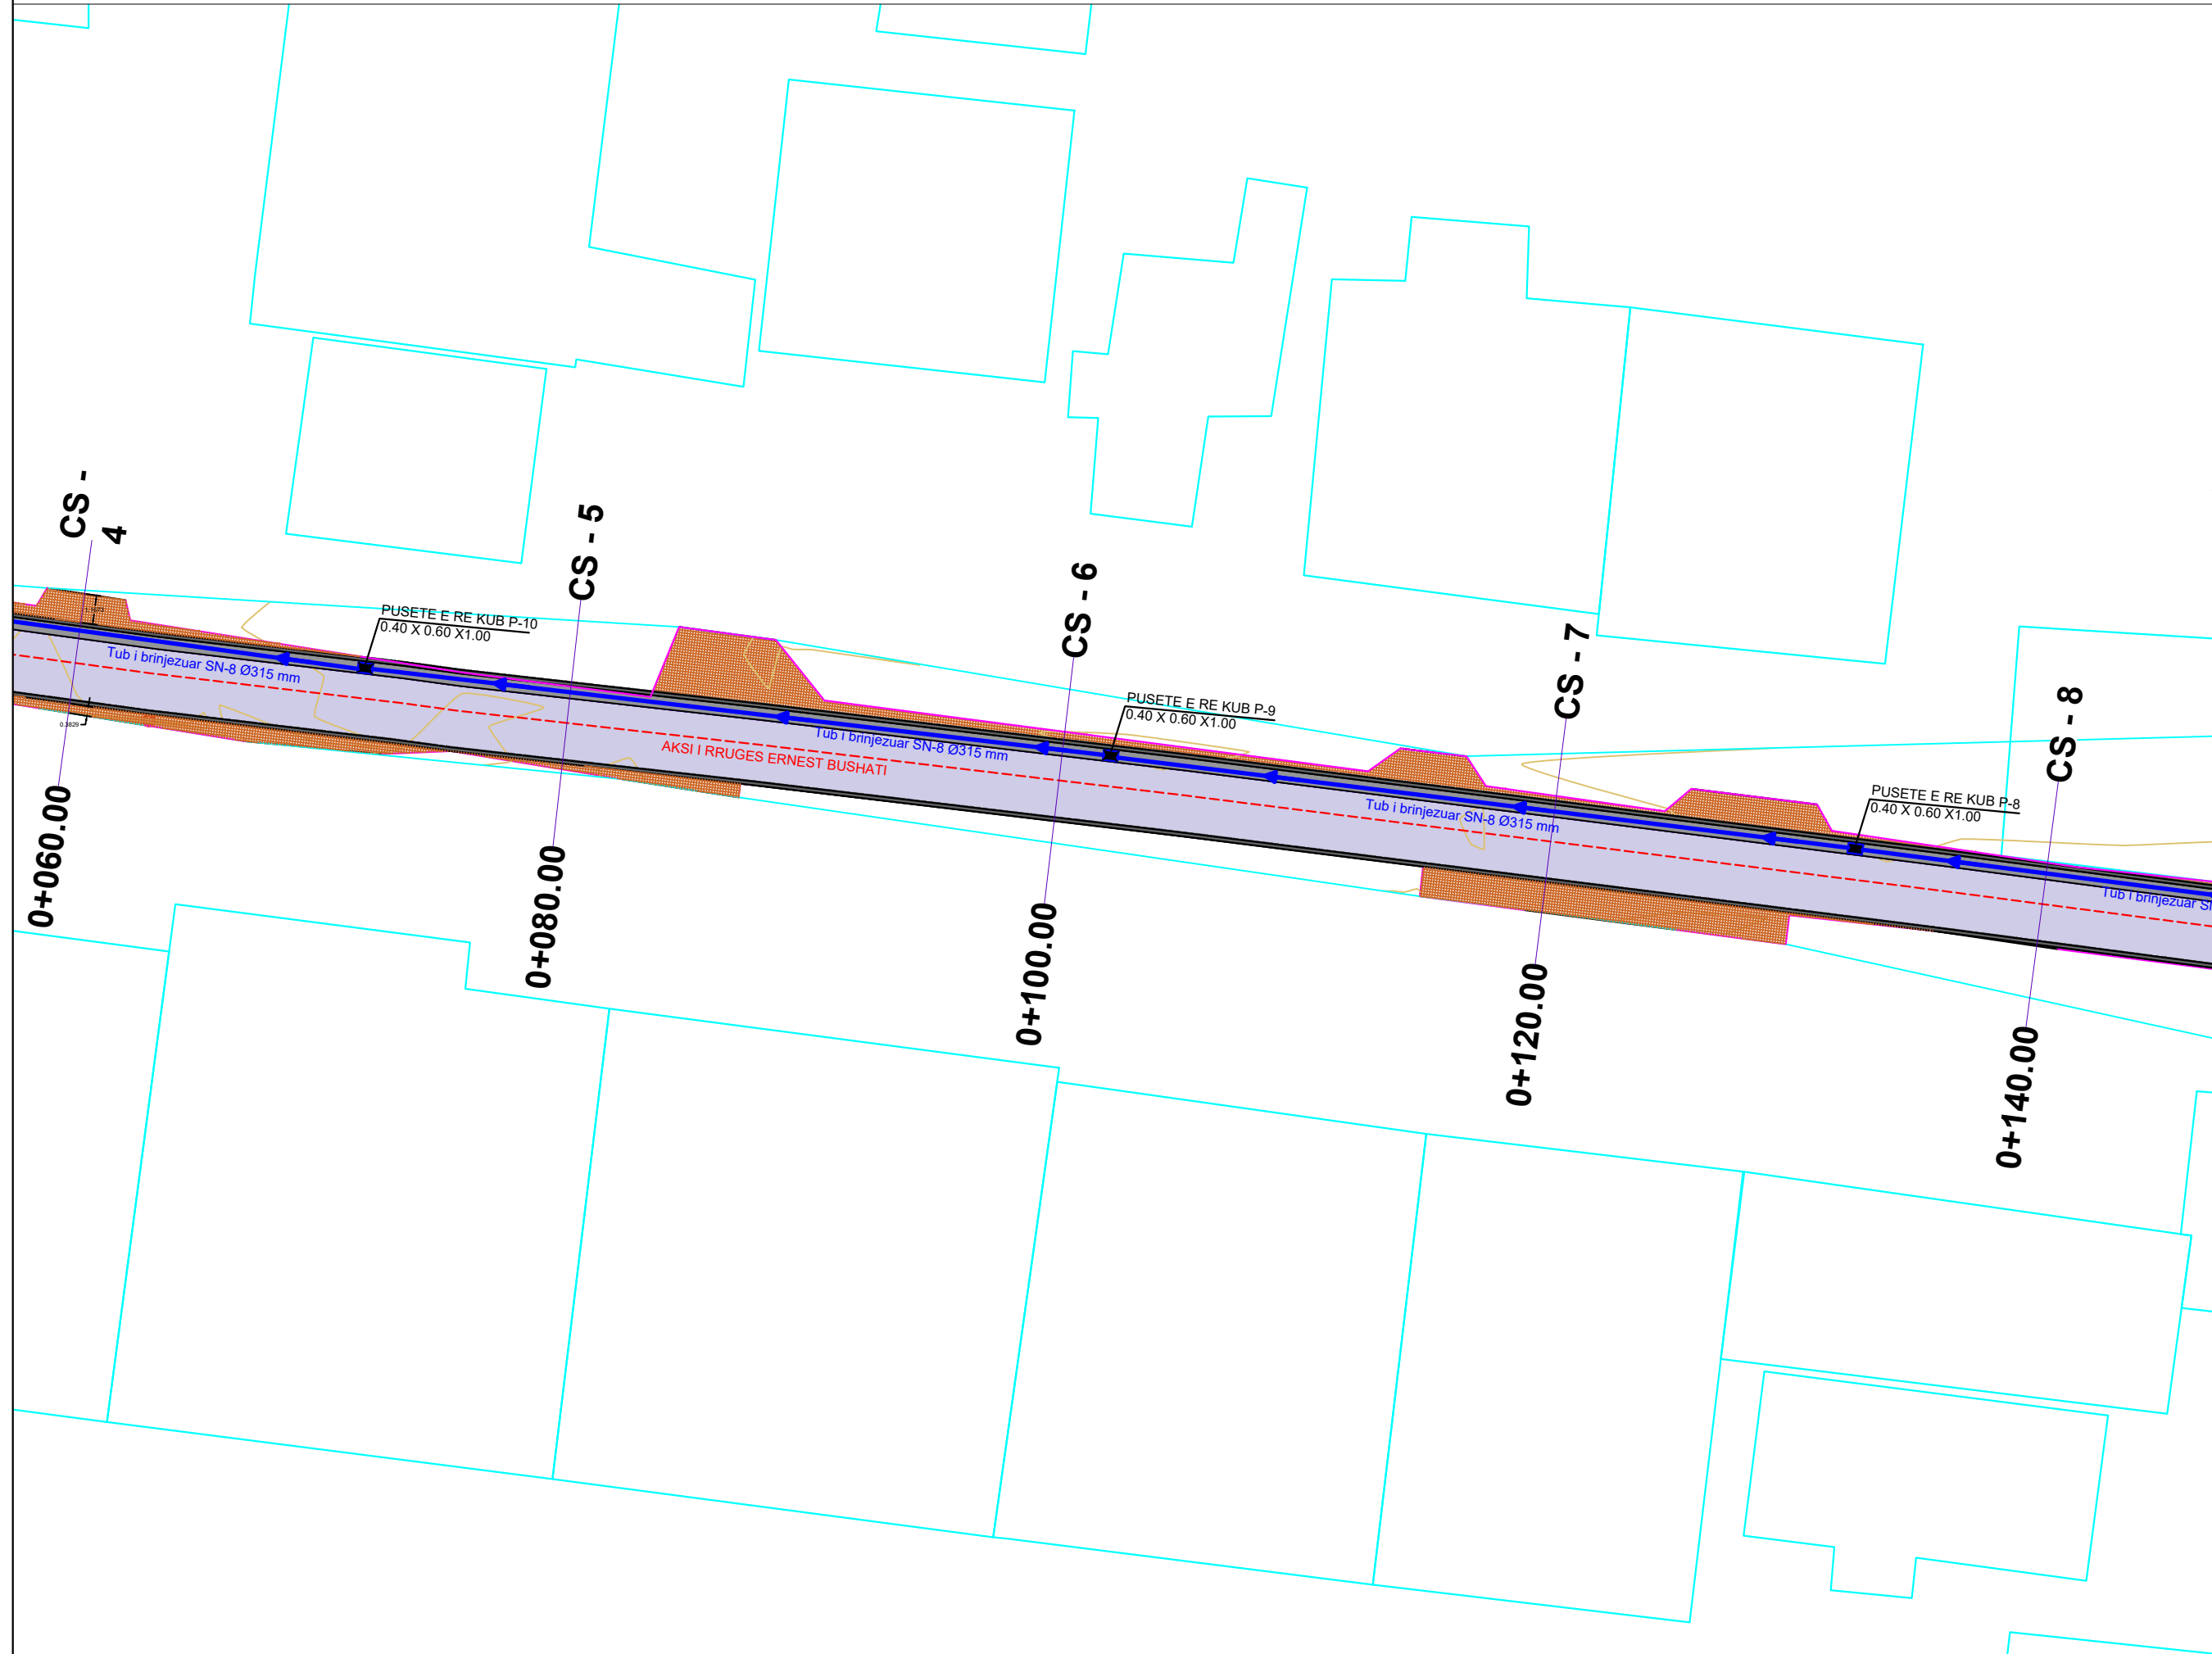 CS -
4
CS - 5
CS - 6
CS - 7
CS - 8
PUSETE E RE KUB P-10
0.40 X 0.60 X1.00
Tub i brinjezuar SN-8 Ø315 mm
PUSETE E RE KUB P-9
0.40 X 0.60 X1.00
Tub i brinjezuar SN-8 Ø315 mm
AKSI I RRUGES ERNEST BUSHATI
PUSETE E RE KUB P-8
0.40 X 0.60 X1.00
Tub i brinjezuar SN-8 Ø315 mm
Tub i brinjezuar
0.3829
0+060.00
0+080.00
0+100.00
0+120.00
0+140.00